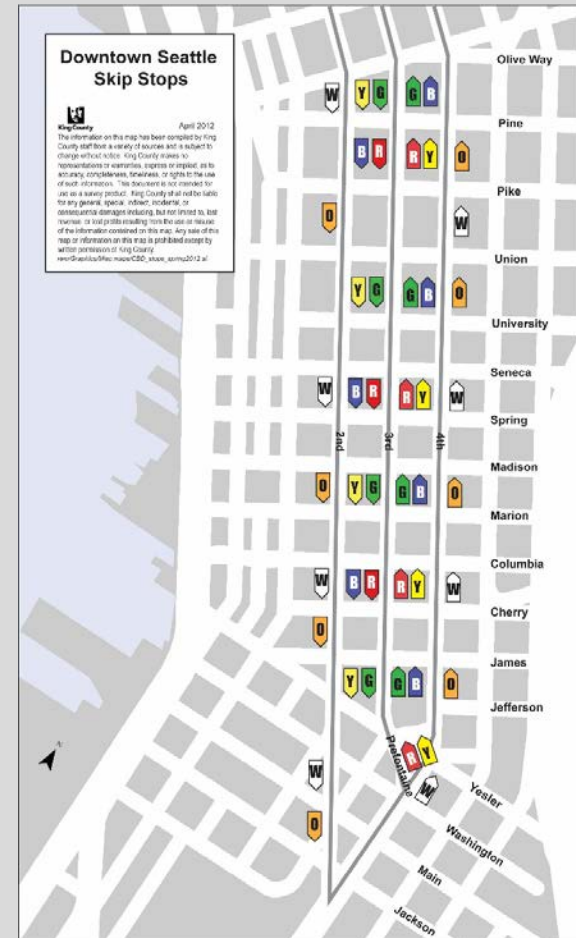 Downtown Seattle
Skip Stops
King County
April 2012
The information on this map has been compiled by King
County staff from a variety of sources and is subject to
change without notice. King County makes no
representations or warranties, express or implied, as to
accuracy, completeness, timeliness, or rights to the use
of such information. This document is not intended for
use as a survey product. King County shall not be liable
for any general, special, indirect, incidental, or
consequential damages including, but not limited to, lost
revenue or lost profits resulting from the use or misuse
of the information contained on this map. Any sale of this
map or information on this map is prohibited except by
written permission of King County.
Olive Way
W Y G G B
Pine
B R R Y O
Pike
O W
Union
Y G G B O
University
Seneca
W B R R Y W
Spring
2nd 3rd 4th
Madison
O Y G G B O
Marion
Columbia
W B R R Y W
Cherry
O
James
Y G G B O
Jefferson
Prefontaine
R Y
W
W
Yesler
O
Washington
Main
Jackson
N